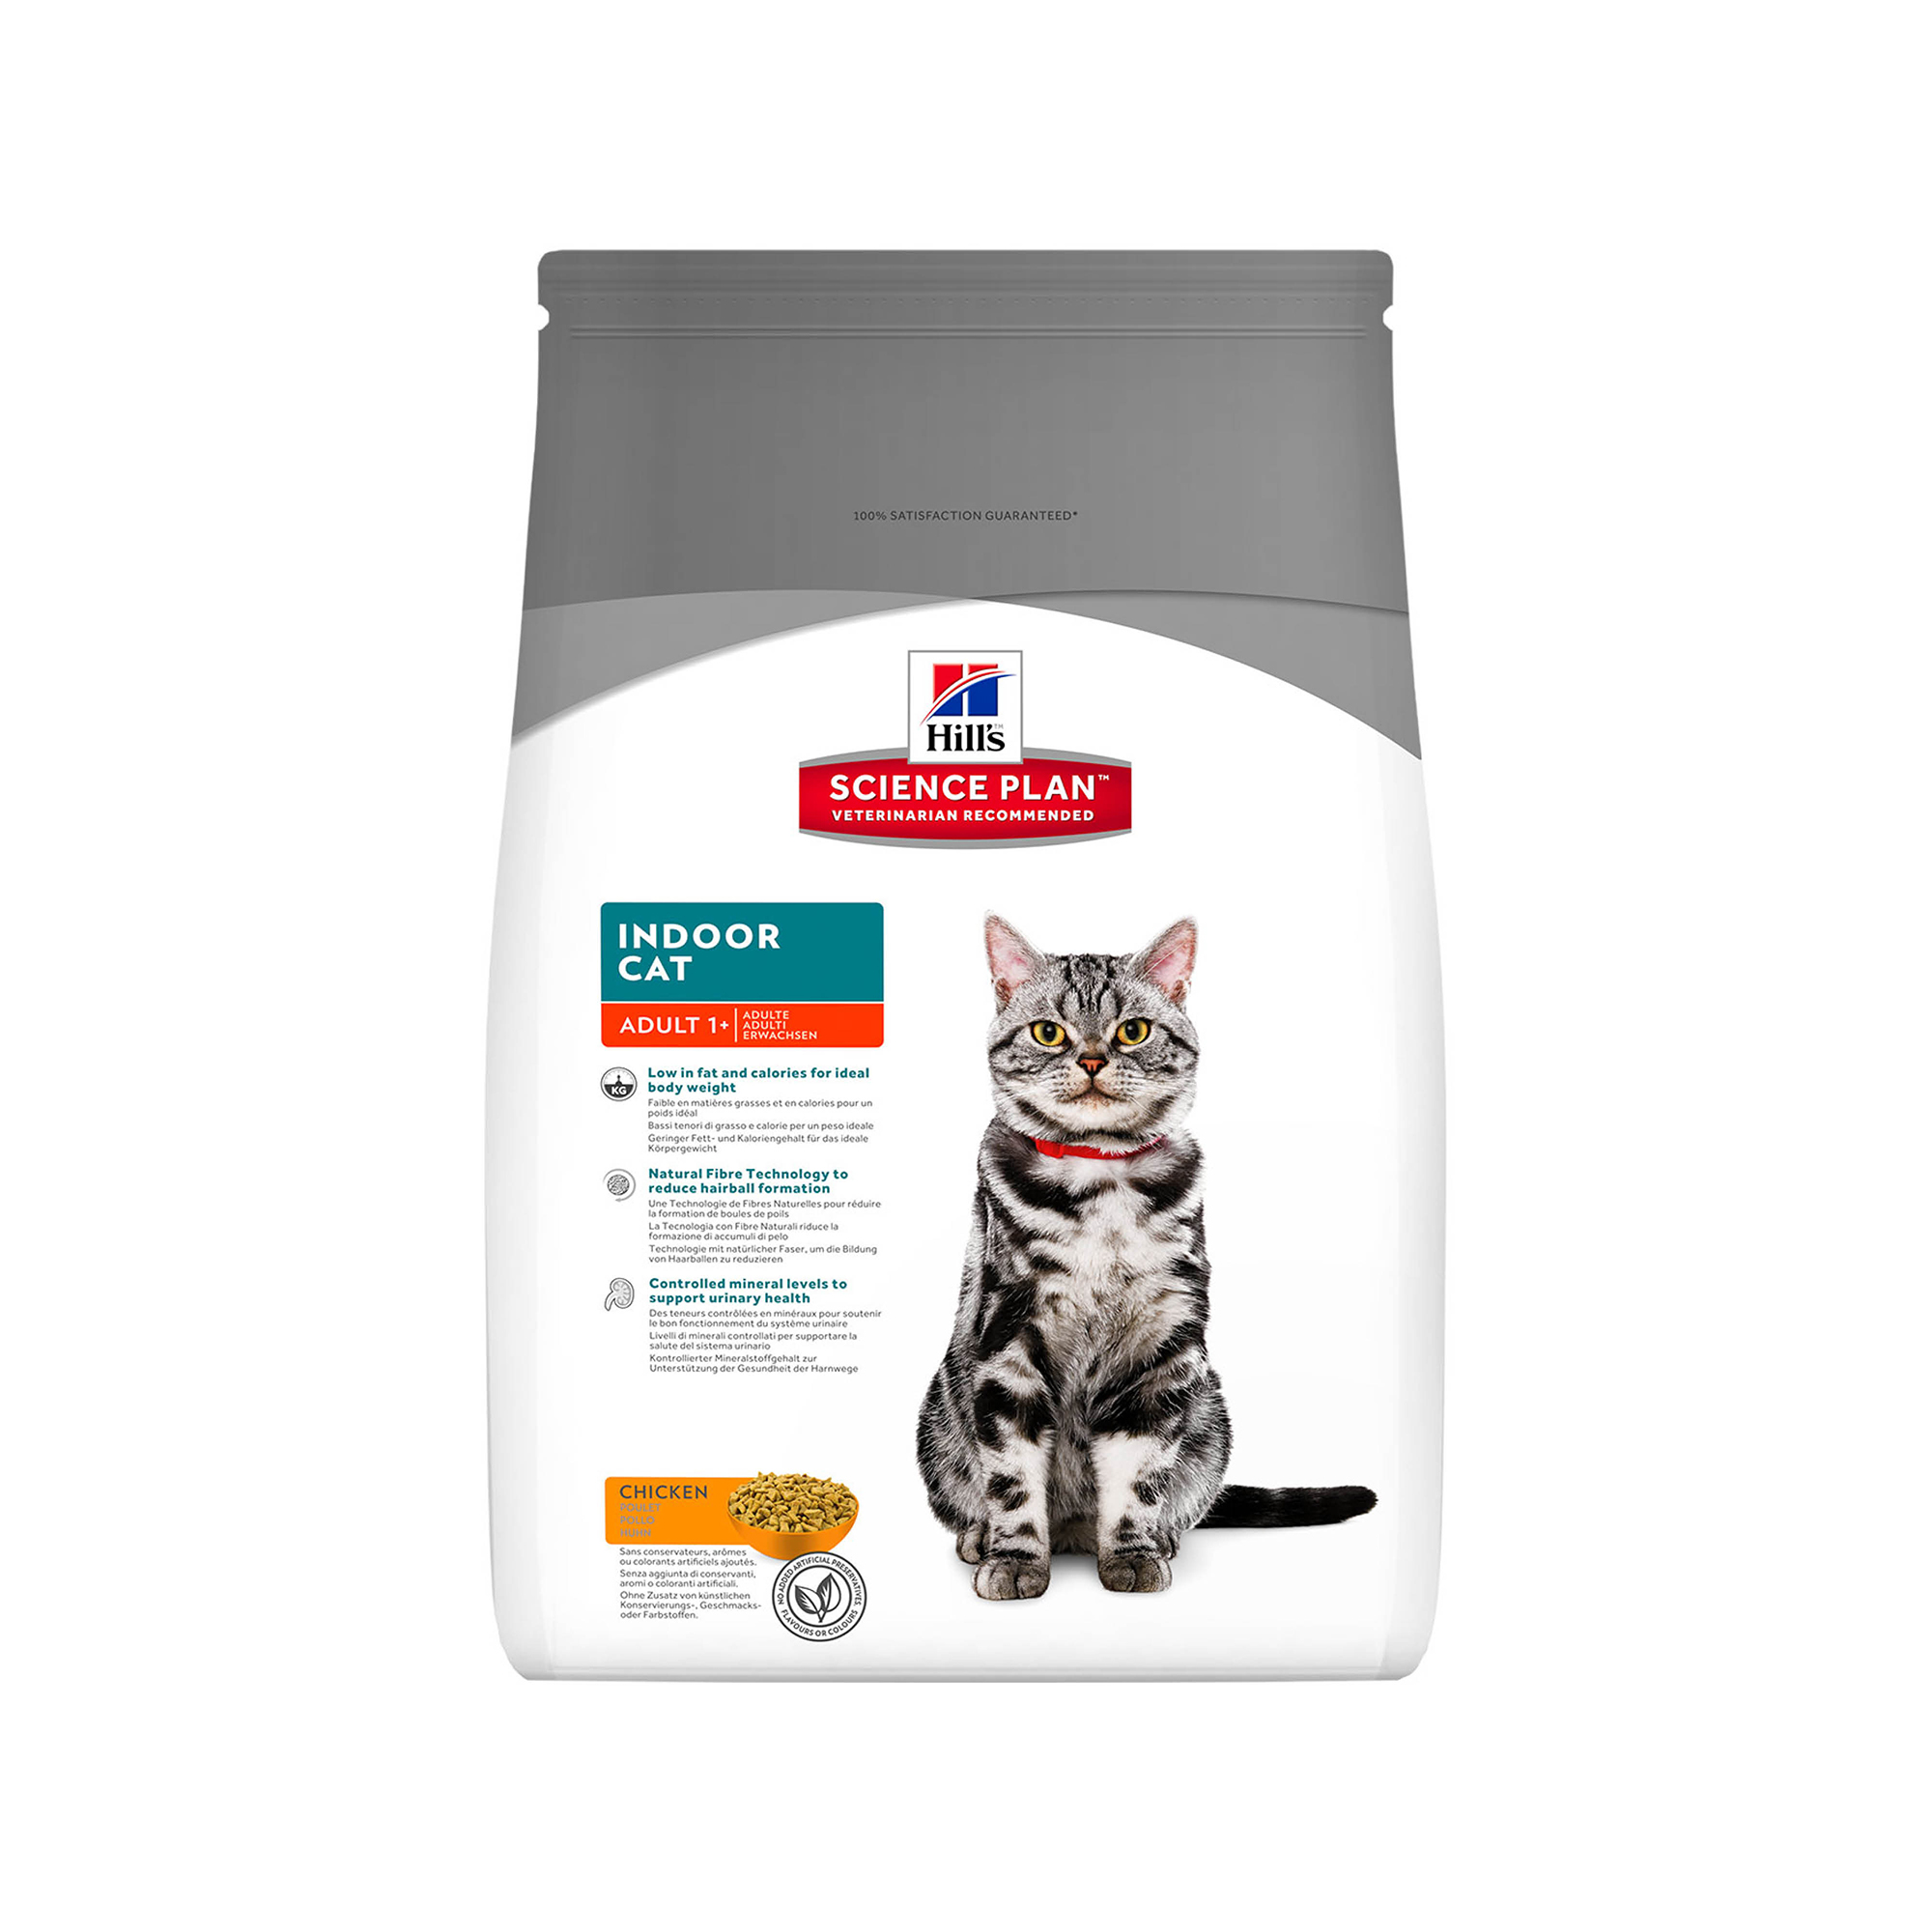 100% SATISFACTION GUARANTEED*
Hill's™
SCIENCE PLAN™
VETERINARIAN RECOMMENDED
INDOOR
CAT
ADULT 1+
ADULTE
ADULTI
ERWACHSEN
KG
Low in fat and calories for ideal
body weight
Faible en matières grasses et en calories pour un
poids idéal
Bassi tenori di grasso e calorie per un peso ideale
Geringer Fett- und Kaloriengehalt für das ideale
Körpergewicht
Natural Fibre Technology to
reduce hairball formation
Une Technologie de Fibres Naturelles pour réduire
la formation de boules de poils
La Tecnologia con Fibre Naturali riduce la
formazione di accumuli di pelo
Technologie mit natürlicher Faser, um die Bildung
von Haarballen zu reduzieren
Controlled mineral levels to
support urinary health
Des teneurs contrôlées en minéraux pour soutenir
le bon fonctionnement du système urinaire
Livelli di minerali controllati per supportare la
salute del sistema urinario
Kontrollierter Mineralstoffgehalt zur
Unterstützung der Gesundheit der Harnwege
CHICKEN
POULET
POLLO
HUHN
Sans conservateurs, arômes
ou colorants artificiels ajoutés.
Senza aggiunta di conservanti,
aromi o coloranti artificiali.
Ohne Zusatz von künstlichen
Konservierungs-, Geschmacks-
oder Farbstoffen.
NO ADDED ARTIFICIAL PRESERVATIVES,
FLAVOURS OR COLOURS